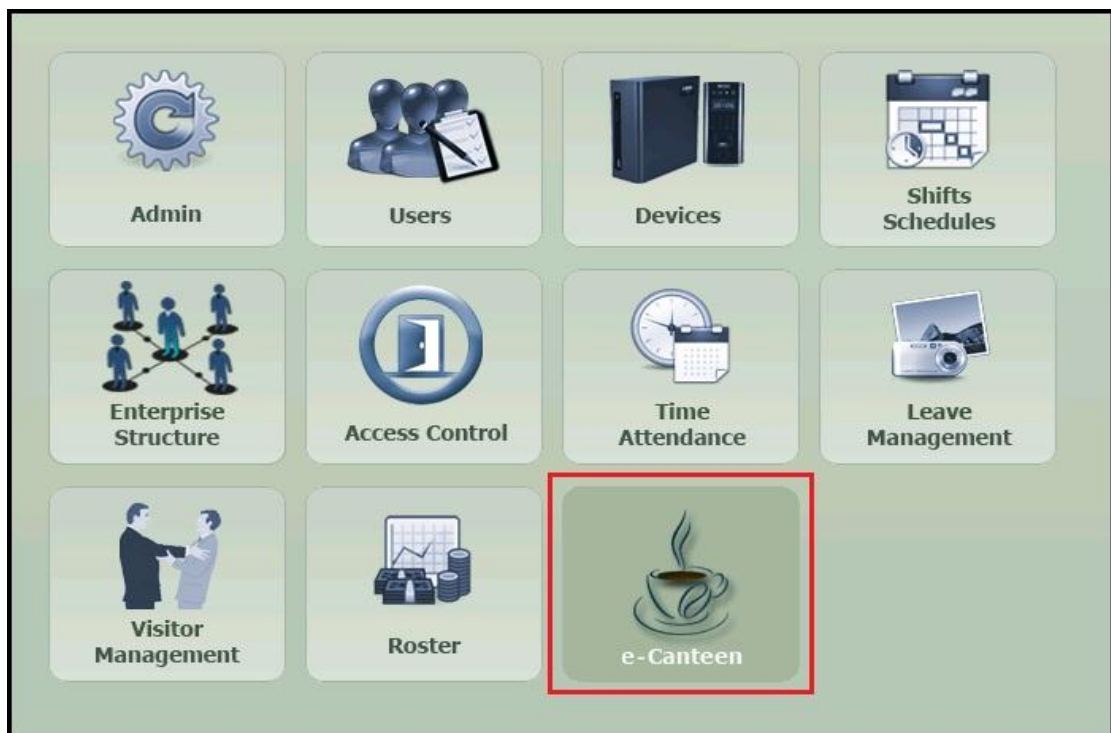 Admin
Users
Devices
Shifts
Schedules
Enterprise
Structure
Access Control
Time
Attendance
Leave
Management
Visitor
Management
Roster
e-Canteen